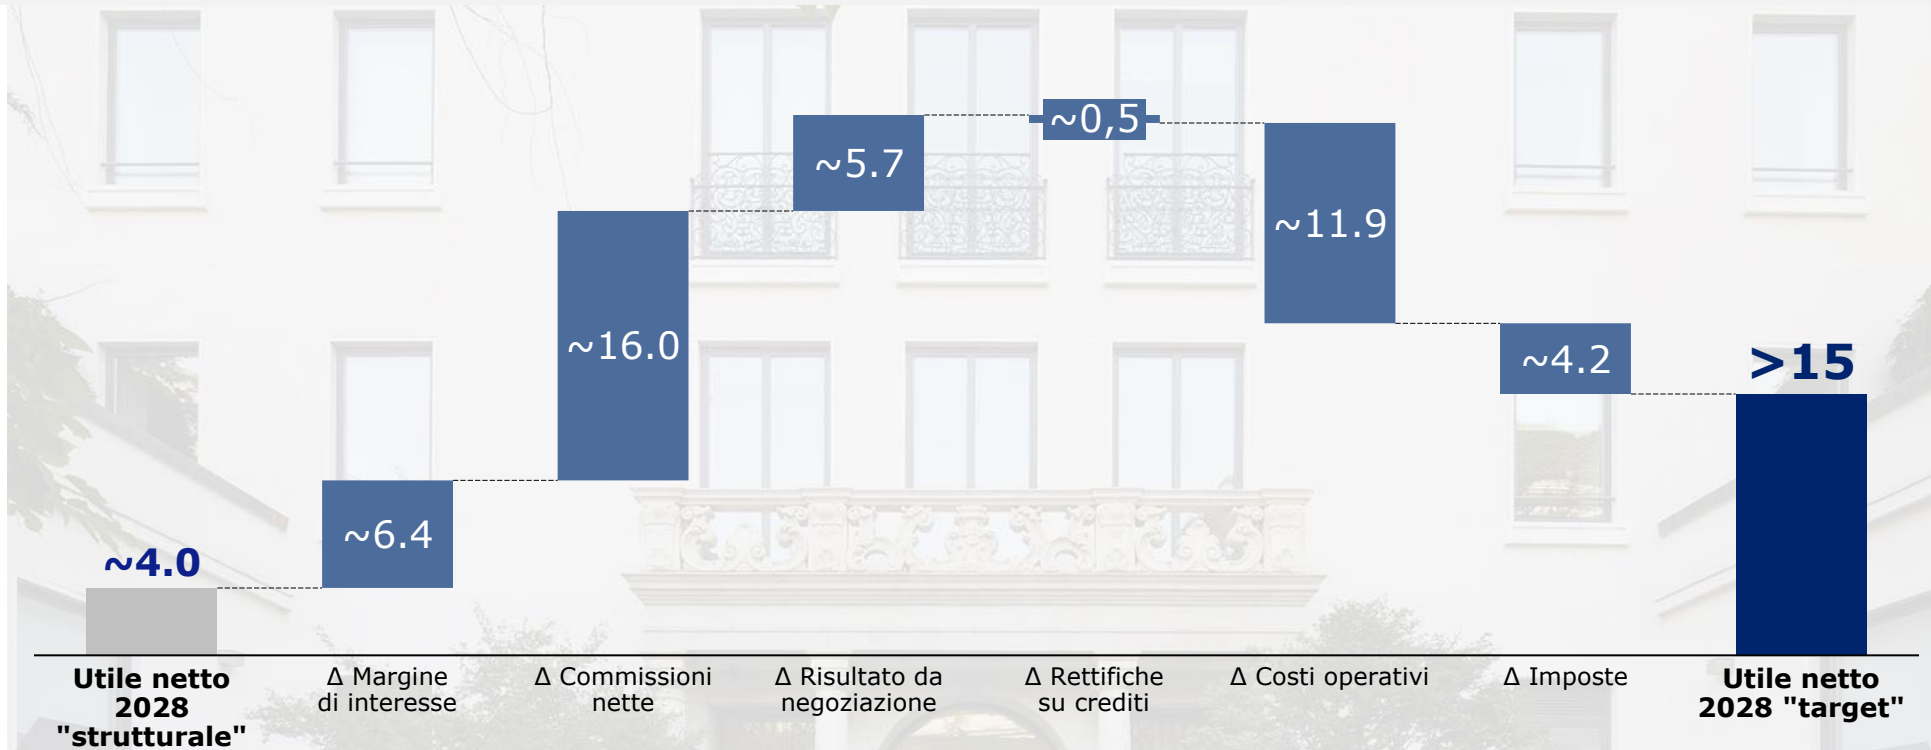 ~4.0
~6.4
~16.0
~5.7
~0,5
~11.9
~4.2
>15
Utile netto
2028
"strutturale"
Δ Margine
di interesse
Δ Commissioni
nette
Δ Risultato da
negoziazione
Δ Rettifiche
su crediti
Δ Costi operativi
Δ Imposte
Utile netto
2028 "target"